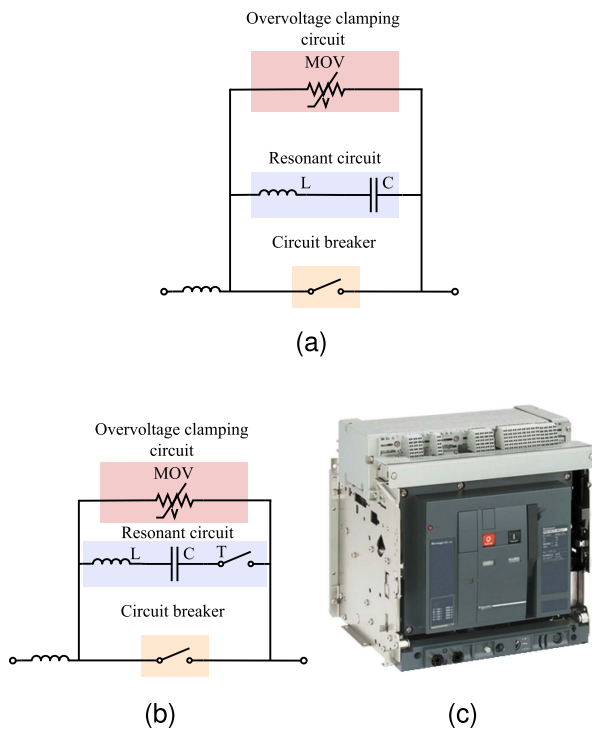 Overvoltage clamping
circuit
MOV
Resonant circuit
L
C
Circuit breaker
(a)
Overvoltage clamping
circuit
MOV
Resonant circuit
L
C
T
Circuit breaker
(b)
(c)